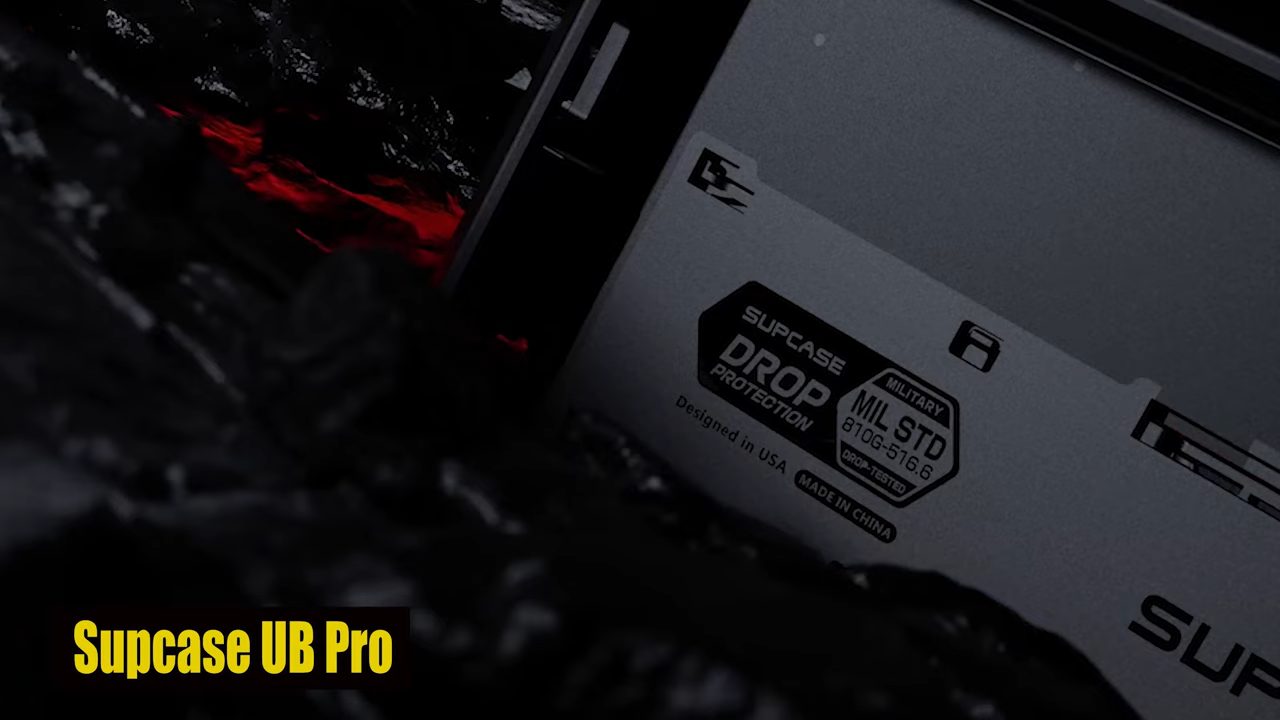 SUPCASE
DROP
PROTECTION
MILITARY
MIL STD
810G-516.6
DROP-TESTED
Designed in USA
MADE IN CHINA
SUP
Supcase UB Pro